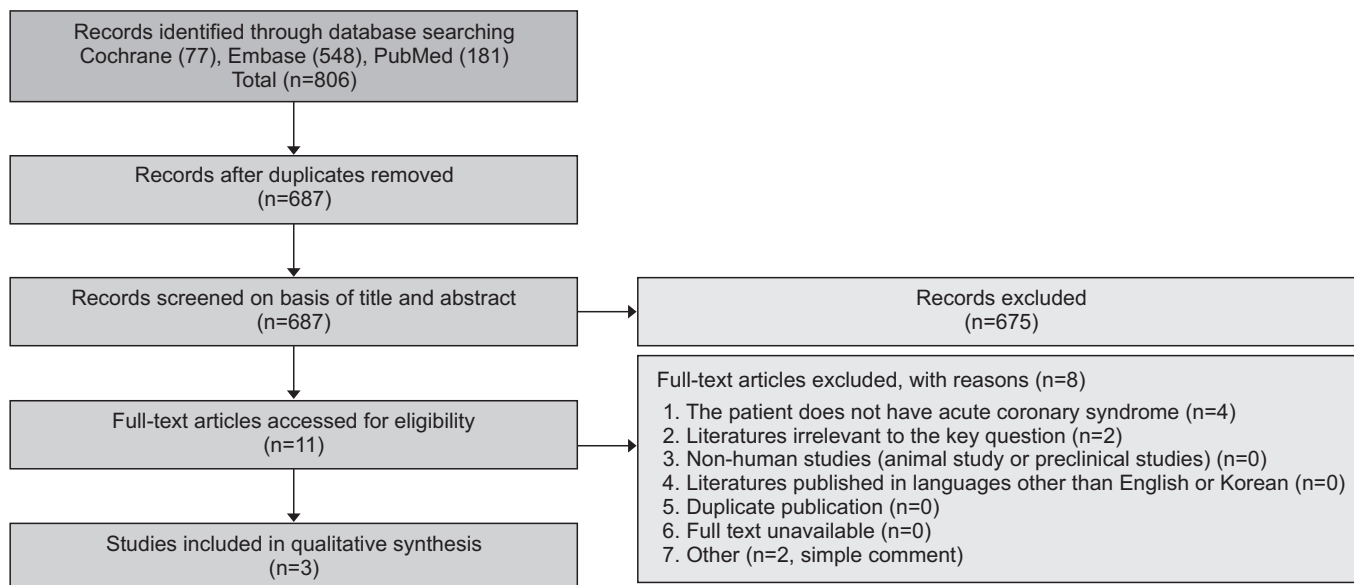 Records identified through database searching
Cochrane (77), Embase (548), PubMed (181)
Total (n=806)
Records after duplicates removed
(n=687)
Records screened on basis of title and abstract
(n=687)
Records excluded
(n=675)
Full-text articles accessed for eligibility
(n=11)
Full-text articles excluded, with reasons (n=8)
1. The patient does not have acute coronary syndrome (n=4)
2. Literatures irrelevant to the key question (n=2)
3. Non-human studies (animal study or preclinical studies) (n=0)
4. Literatures published in languages other than English or Korean (n=0)
5. Duplicate publication (n=0)
6. Full text unavailable (n=0)
7. Other (n=2, simple comment)
Studies included in qualitative synthesis
(n=3)